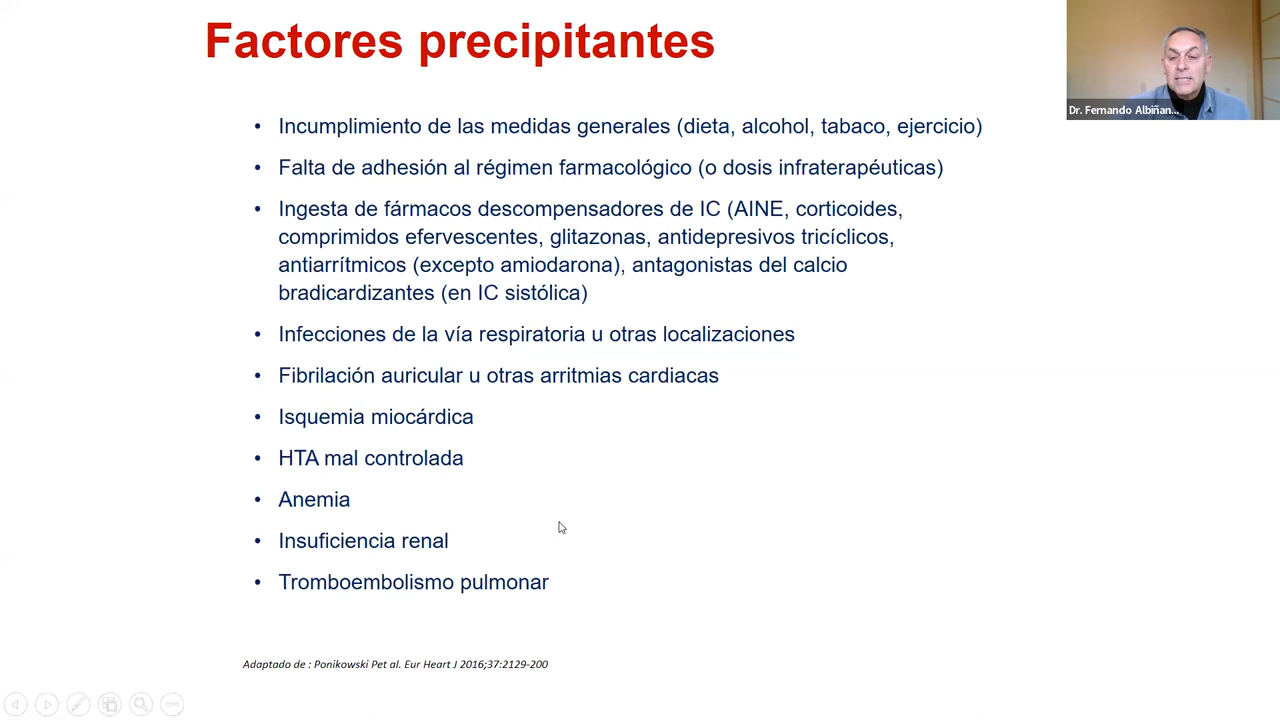 Factores precipitantes
Dr. Fernando Albiñan...
• Incumplimiento de las medidas generales (dieta, alcohol, tabaco, ejercicio)
• Falta de adhesión al régimen farmacológico (o dosis infraterapéuticas)
• Ingesta de fármacos descompensadores de IC (AINE, corticoides,
comprimidos efervescentes, glitazonas, antidepresivos tricíclicos,
antiarrítmicos (excepto amiodarona), antagonistas del calcio
bradicardizantes (en IC sistólica)
• Infecciones de la vía respiratoria u otras localizaciones
• Fibrilación auricular u otras arritmias cardiacas
• Isquemia miocárdica
• HTA mal controlada
• Anemia
• Insuficiencia renal
• Tromboembolismo pulmonar
Adaptado de : Ponikowski Pet al. Eur Heart J 2016;37:2129-200